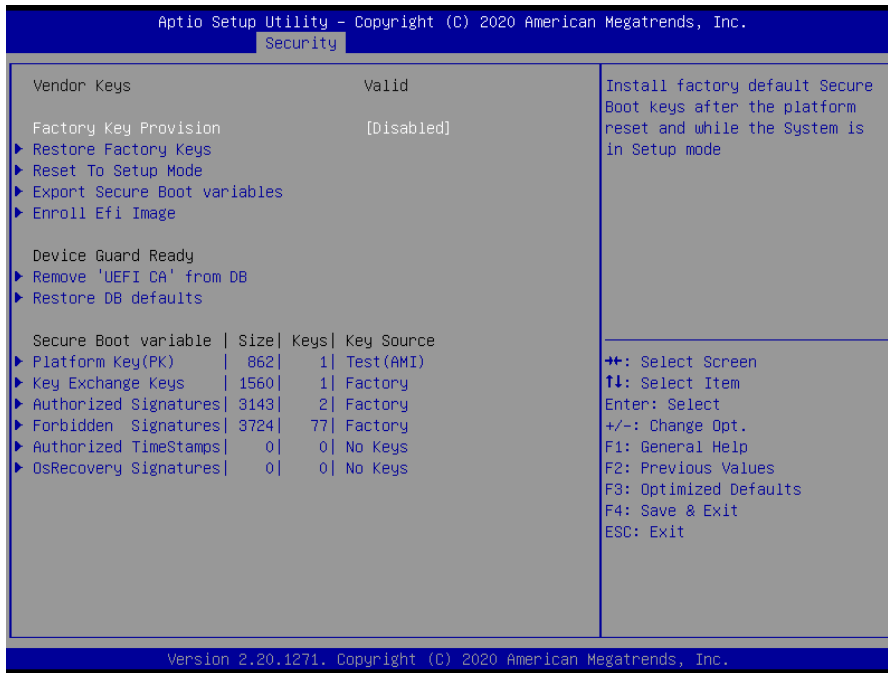 Aptio Setup Utility – Copyright (C) 2020 American Megatrends, Inc.
Security
Vendor Keys Valid
Factory Key Provision [Disabled]
Restore Factory Keys
Reset To Setup Mode
Export Secure Boot variables
Enroll Efi Image
Device Guard Ready
Remove 'UEFI CA' from DB
Restore DB defaults
Secure Boot variable | Size| Keys| Key Source
Platform Key(PK) | 862| 1| Test(AMI)
Key Exchange Keys | 1560| 1| Factory
Authorized Signatures| 3143| 2| Factory
Forbidden Signatures| 3724| 77| Factory
Authorized TimeStamps| 0| 0| No Keys
OsRecovery Signatures| 0| 0| No Keys
Install factory default Secure
Boot keys after the platform
reset and while the System is
in Setup mode
→←: Select Screen
↑↓: Select Item
Enter: Select
+/-: Change Opt.
F1: General Help
F2: Previous Values
F3: Optimized Defaults
F4: Save & Exit
ESC: Exit
Version 2.20.1271. Copyright (C) 2020 American Megatrends, Inc.